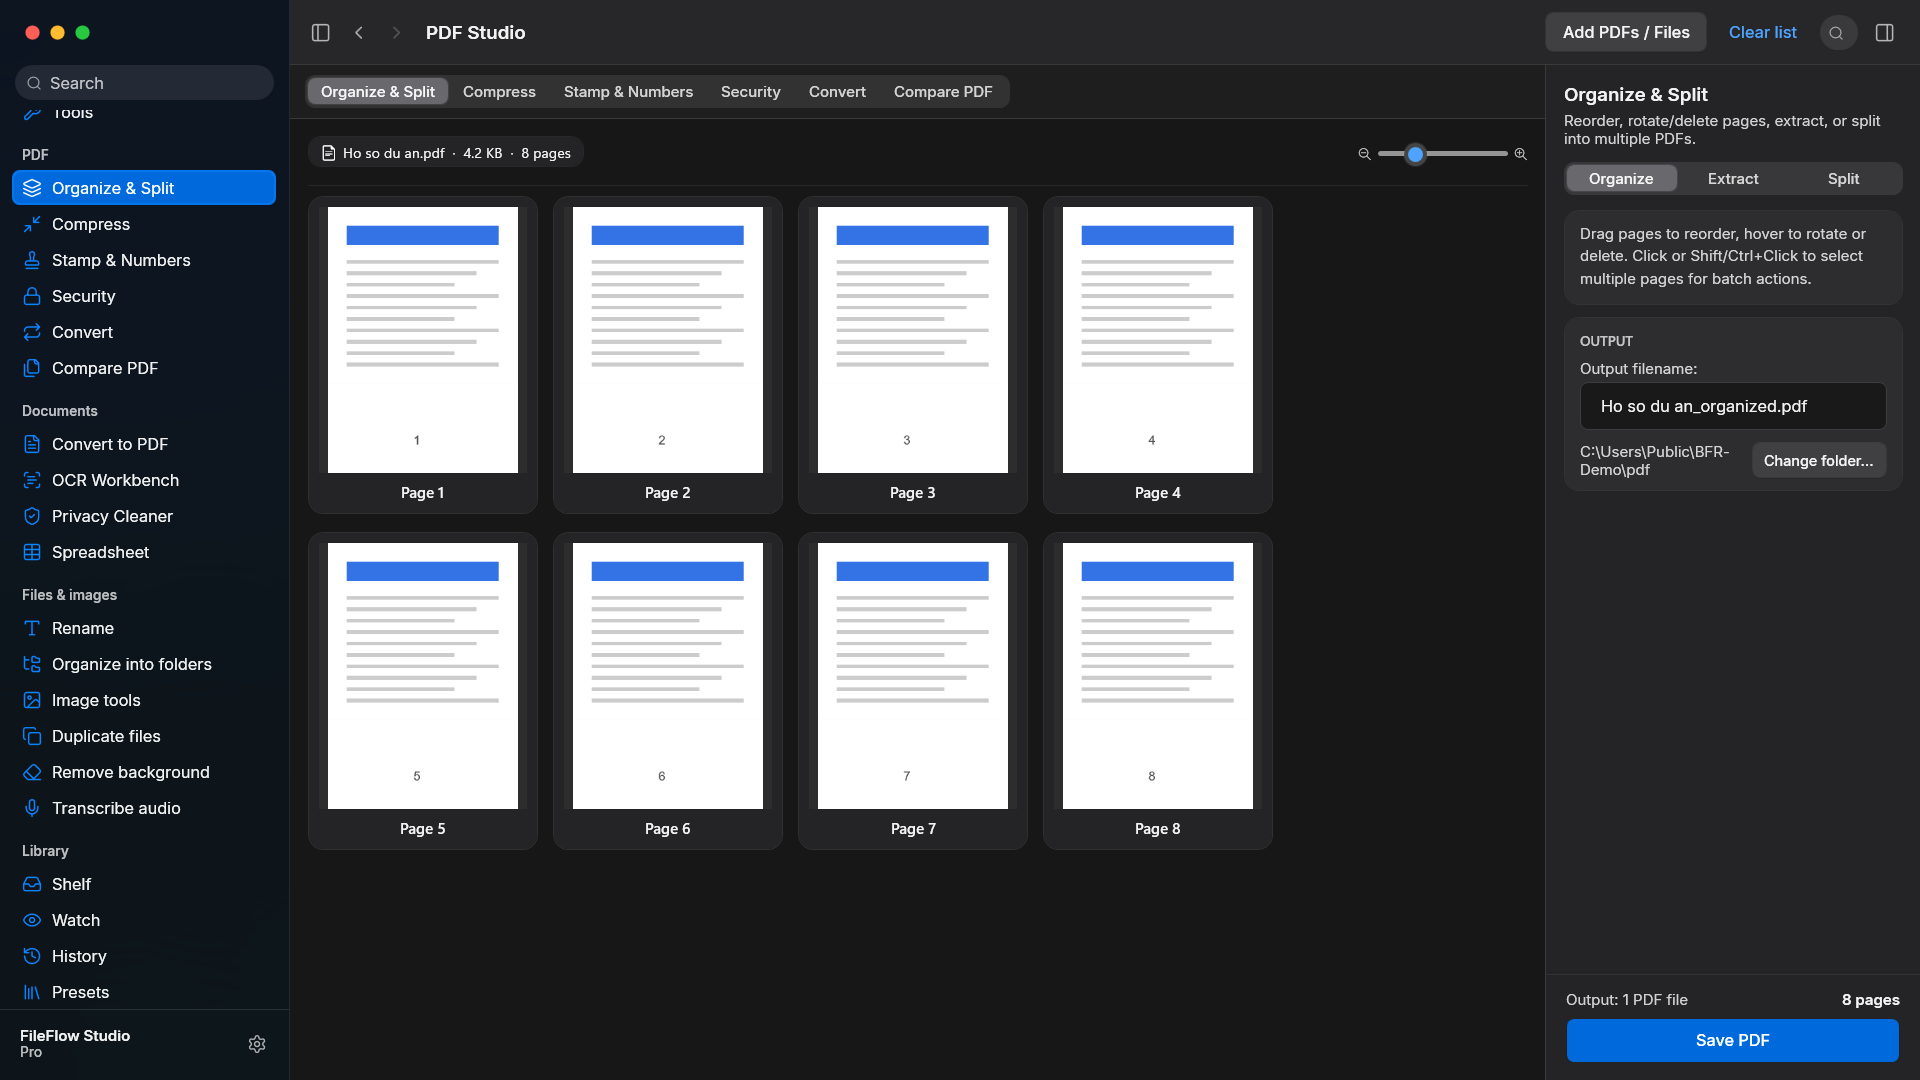 Search
Tools
PDF
Organize & Split
Compress
Stamp & Numbers
Security
Convert
Compare PDF
Documents
Convert to PDF
OCR Workbench
Privacy Cleaner
Spreadsheet
Files & images
Rename
Organize into folders
Image tools
Duplicate files
Remove background
Transcribe audio
Library
Shelf
Watch
History
Presets
FileFlow Studio
Pro
PDF Studio
Add PDFs / Files
Clear list
Organize & Split
Compress
Stamp & Numbers
Security
Convert
Compare PDF
Ho so du an.pdf · 4.2 KB · 8 pages
1
2
3
4
Page 1
Page 2
Page 3
Page 4
5
6
7
8
Page 5
Page 6
Page 7
Page 8
Organize & Split
Reorder, rotate/delete pages, extract, or split
into multiple PDFs.
Organize
Extract
Split
Drag pages to reorder, hover to rotate or
delete. Click or Shift/Ctrl+Click to select
multiple pages for batch actions.
OUTPUT
Output filename:
Ho so du an_organized.pdf
C:\Users\Public\BFR-
Demo\pdf
Change folder...
Output: 1 PDF file
8 pages
Save PDF